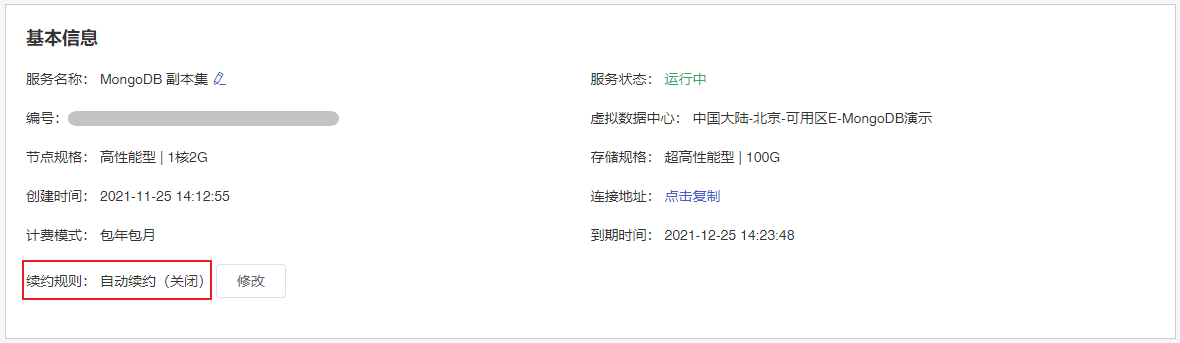 基本信息
服务名称： MongoDB 副本集
服务状态： 运行中
编号：
虚拟数据中心： 中国大陆-北京-可用区E-MongoDB演示
节点规格： 高性能型 | 1核2G
存储规格： 超高性能型 | 100G
创建时间： 2021-11-25 14:12:55
连接地址： 点击复制
计费模式： 包年包月
到期时间： 2021-12-25 14:23:48
续约规则： 自动续约（关闭） 修改